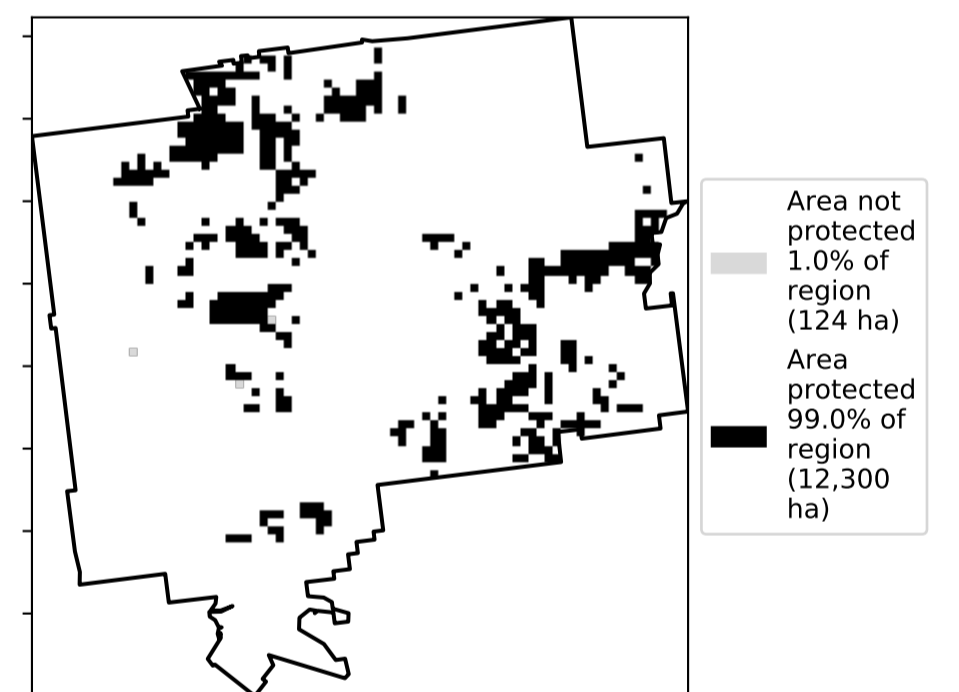 Area not
protected
1.0% of
region
(124 ha)
Area
protected
99.0% of
region
(12,300
ha)